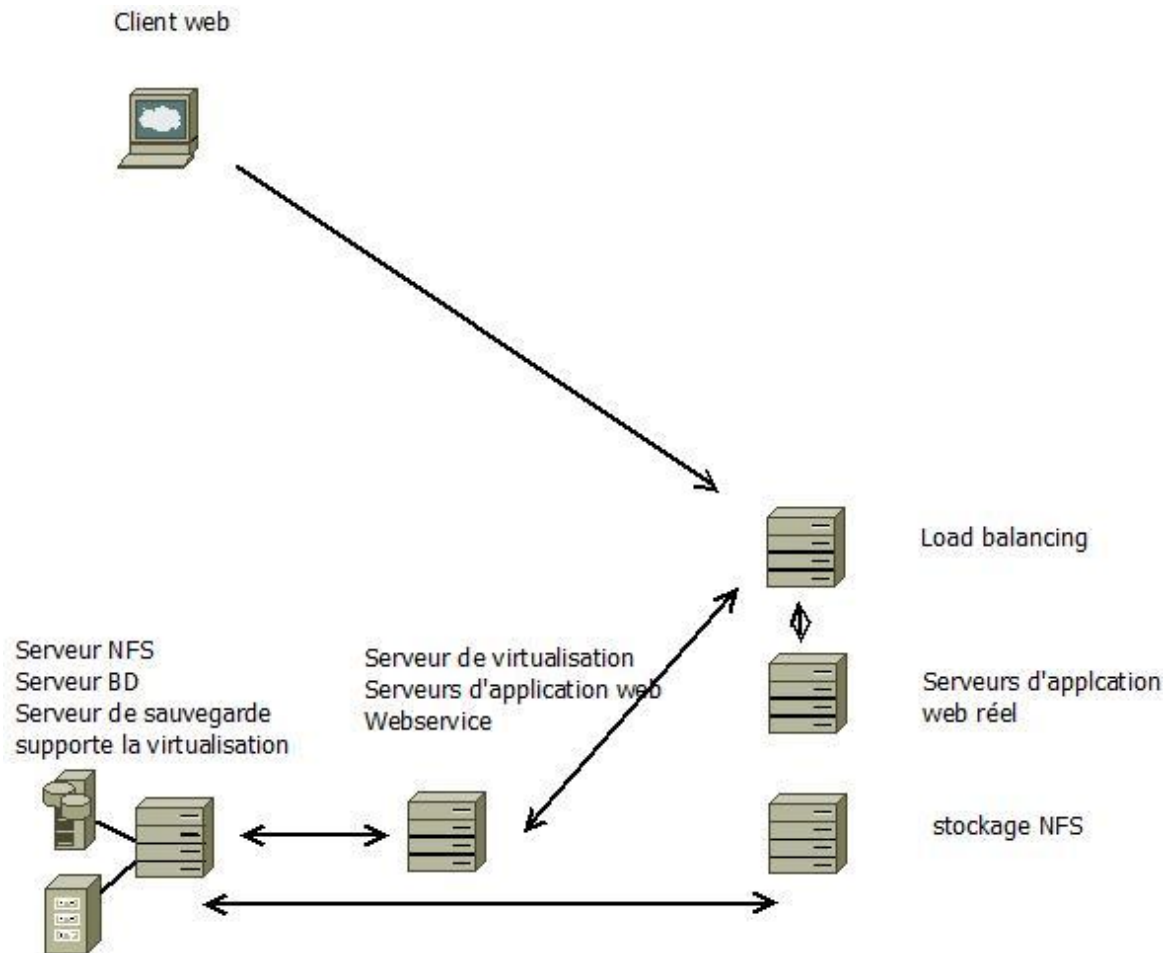 Client web
Load balancing
Serveur NFS
Serveur BD
Serveur de sauvegarde
supporte la virtualisation
Serveur de virtualisation
Serveurs d'application web
Webservice
Serveurs d'applcation
web réel
stockage NFS